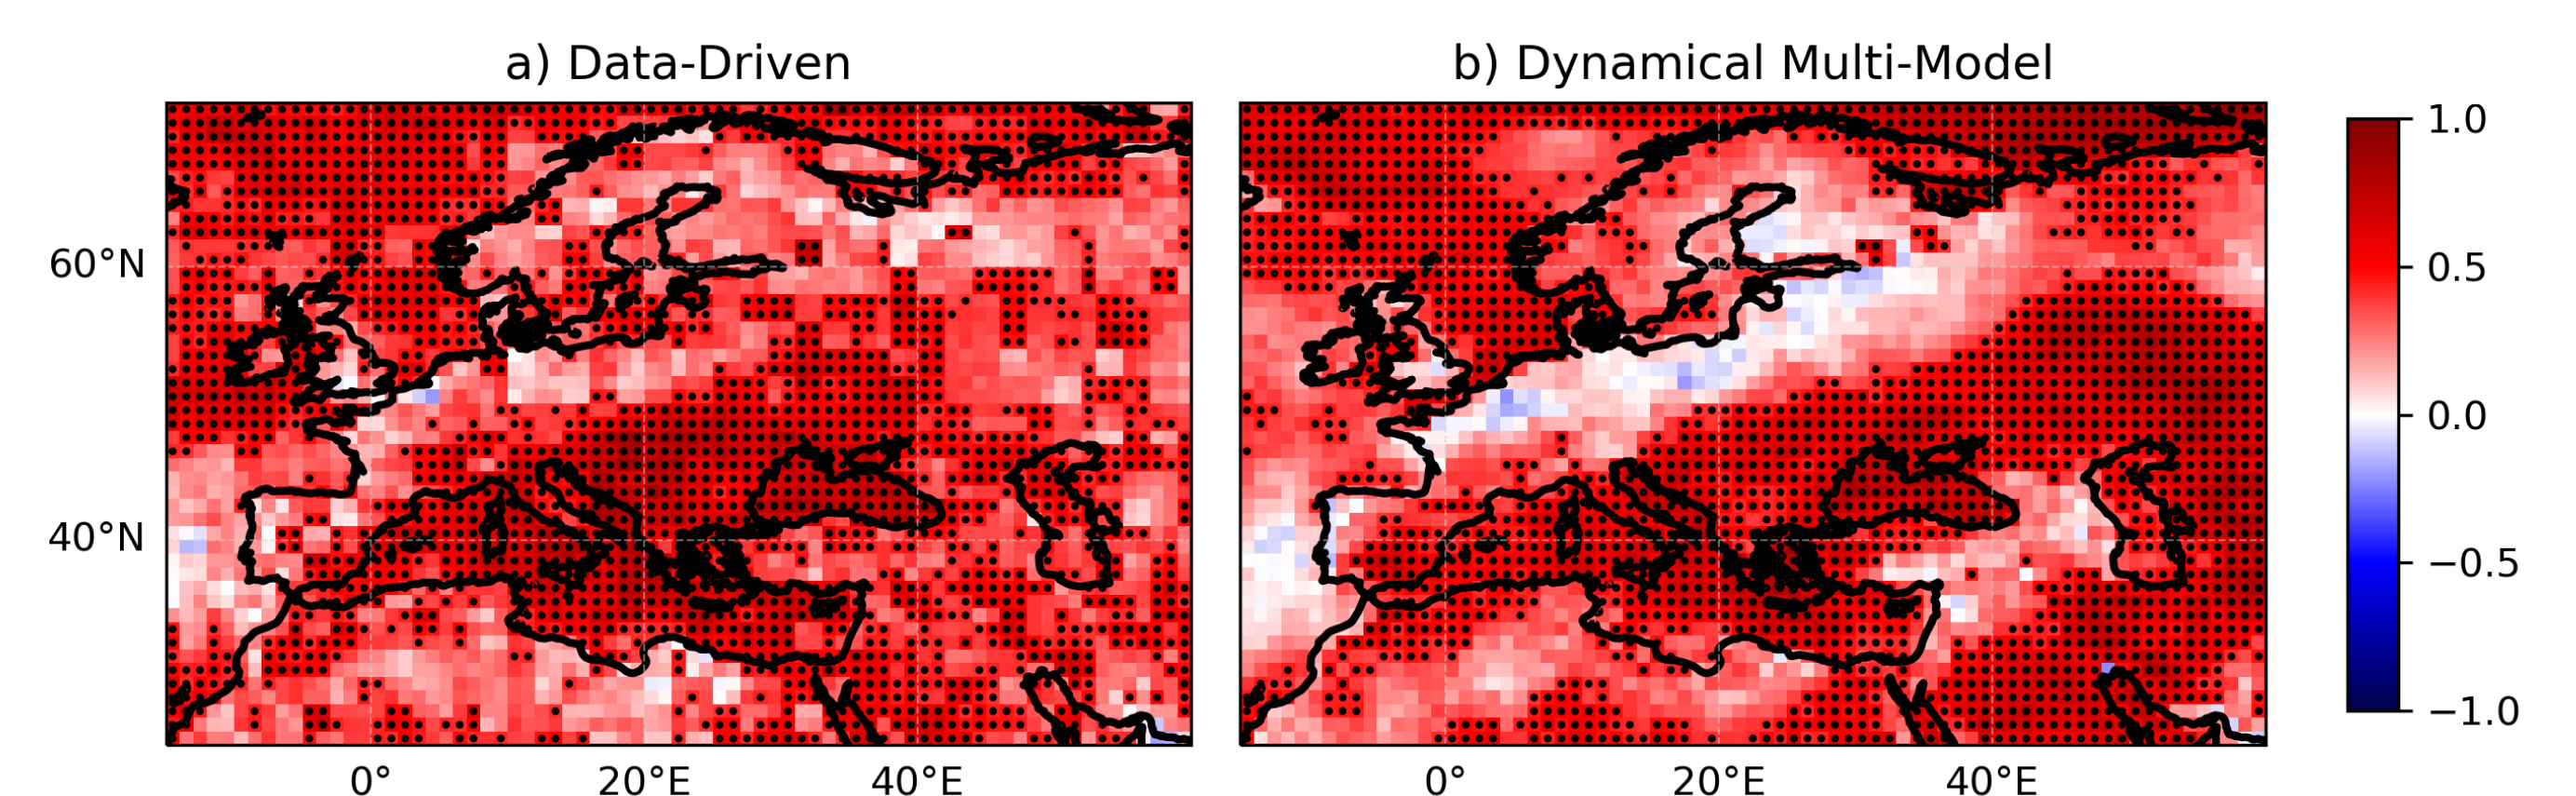 a) Data-Driven
b) Dynamical Multi-Model
60°N
40°N
0°
20°E
40°E
0°
20°E
40°E
1.0
0.5
0.0
−0.5
−1.0